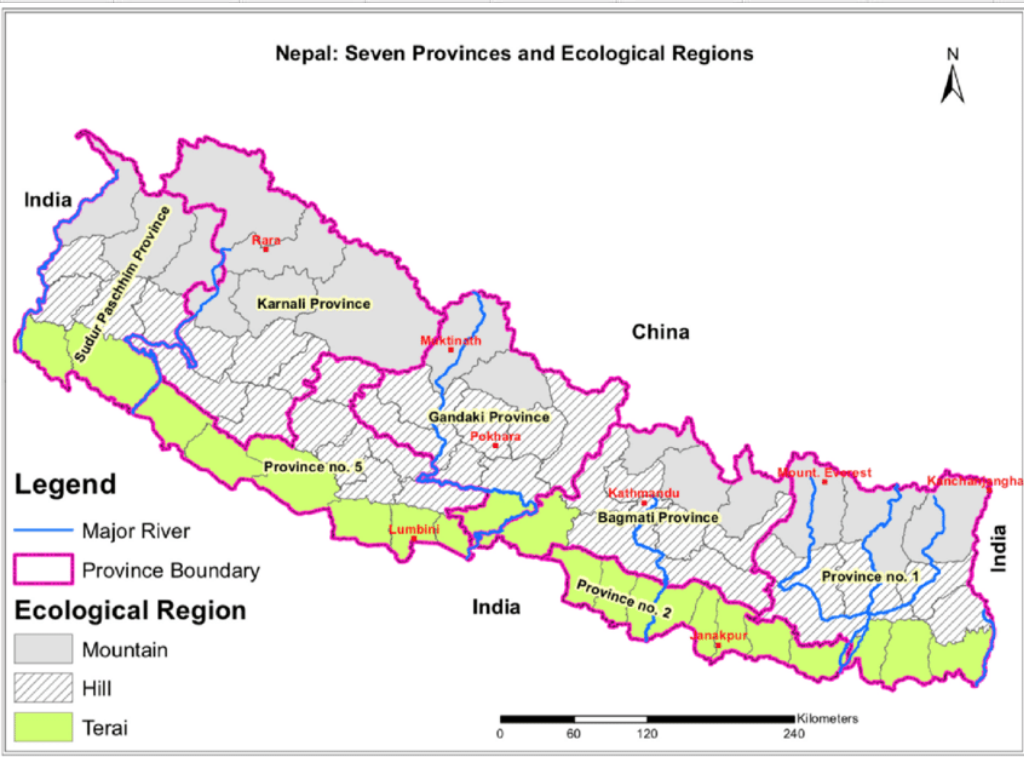 Nepal: Seven Provinces and Ecological Regions
N
India
Sudur Paschhim Province
Rara
Karnali Province
China
Muktinath
Gandaki Province
Pokhara
Province no. 5
Mount. Everest
Kanchanjangha
Kathmandu
Bagmati Province
Lumbini
India
Province no. 1
India
Province no. 2
Janakpur
Legend
Major River
Province Boundary
Ecological Region
Mountain
Hill
Terai
Kilometers
0 60 120 240